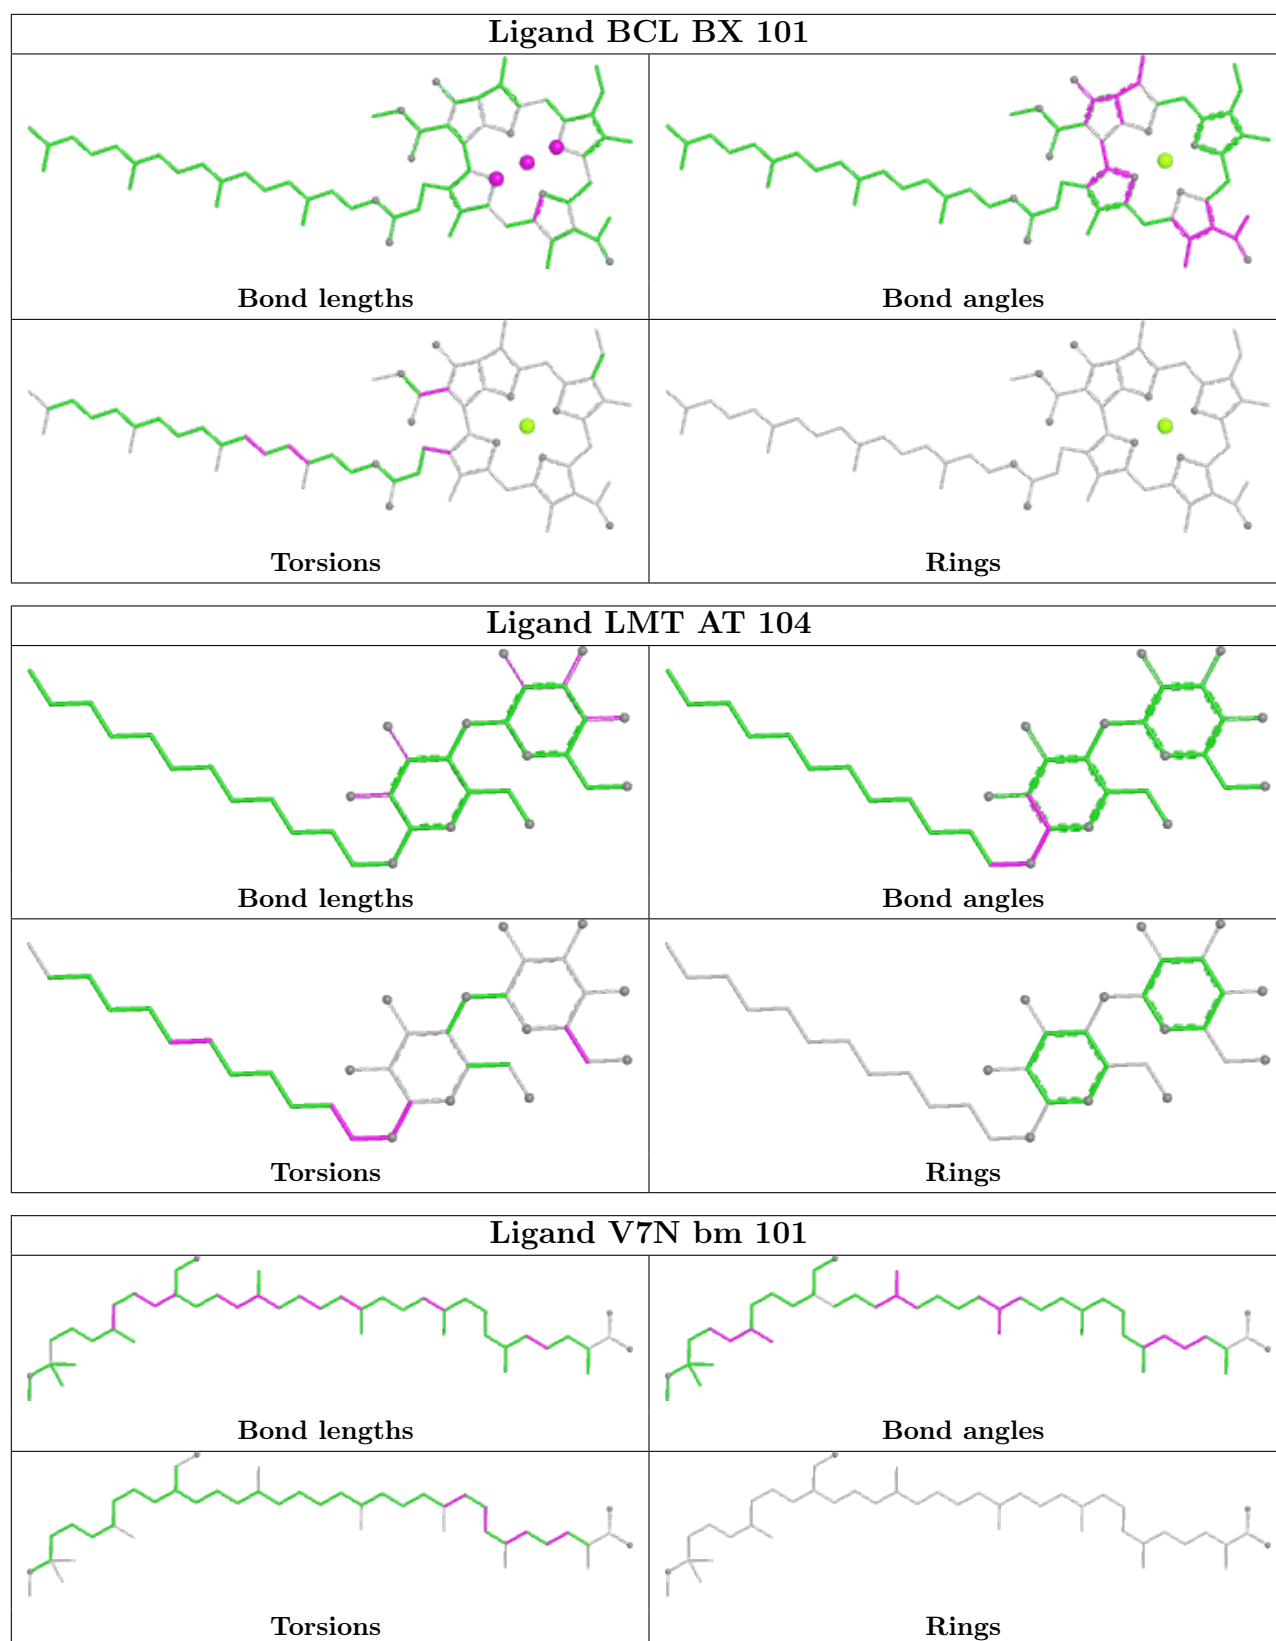 Ligand BCL BX 101
Bond lengths
Bond angles
Torsions
Rings
Ligand LMT AT 104
Bond lengths
Bond angles
Torsions
Rings
Ligand V7N bm 101
Bond lengths
Bond angles
Torsions
Rings